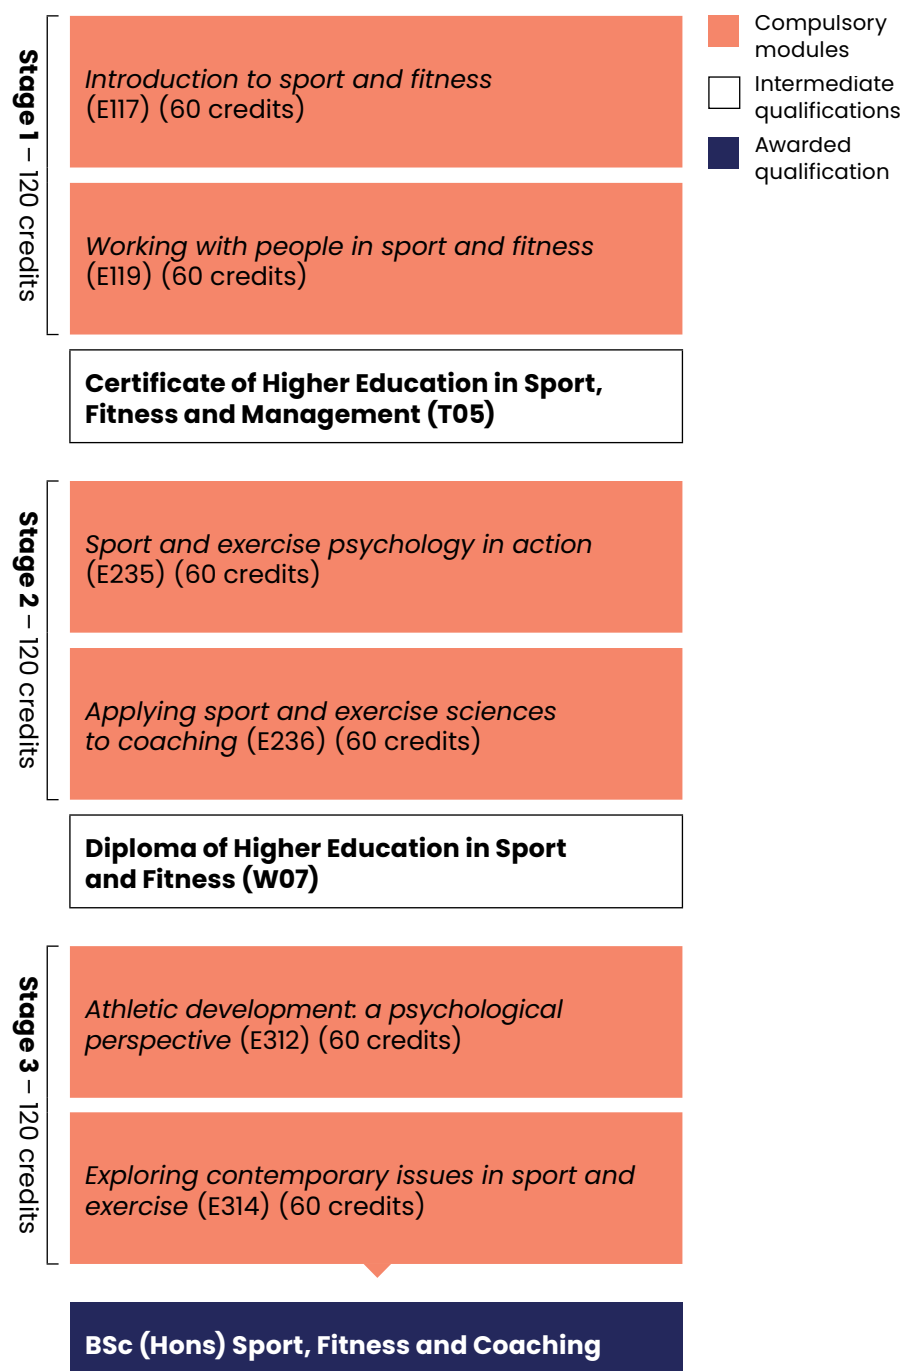 Stage 1 – 120 credits
Introduction to sport and fitness
(E117) (60 credits)
Working with people in sport and fitness
(E119) (60 credits)
Certificate of Higher Education in Sport,
Fitness and Management (T05)
Stage 2 – 120 credits
Sport and exercise psychology in action
(E235) (60 credits)
Applying sport and exercise sciences
to coaching (E236) (60 credits)
Diploma of Higher Education in Sport
and Fitness (W07)
Stage 3 – 120 credits
Athletic development: a psychological
perspective (E312) (60 credits)
Exploring contemporary issues in sport and
exercise (E314) (60 credits)
BSc (Hons) Sport, Fitness and Coaching
Compulsory
modules
Intermediate
qualifications
Awarded
qualification